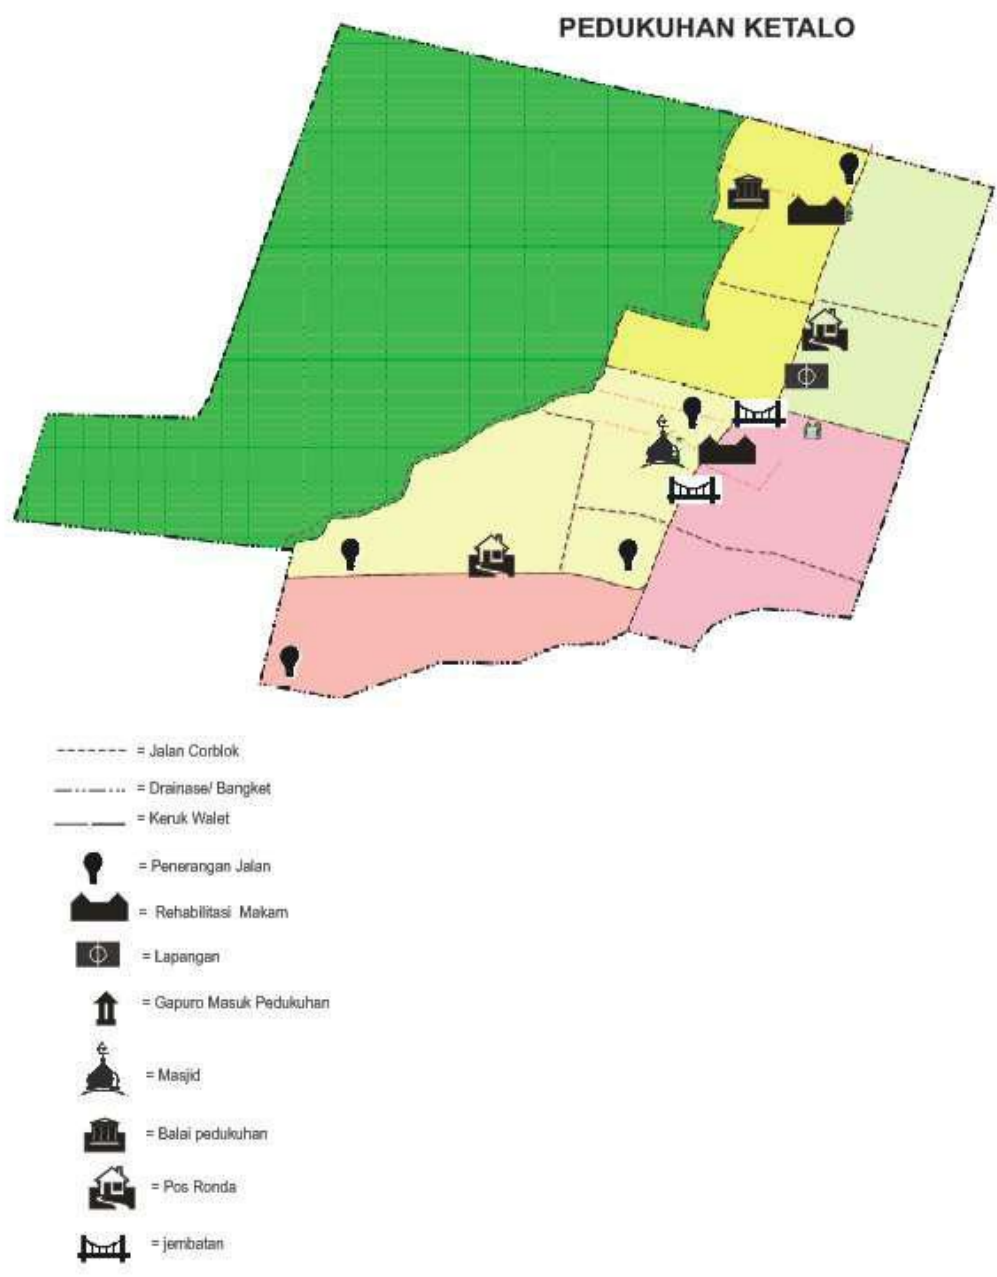 PEDUKUHAN KETALO
= Jalan Corblok
= Drainase/ Bangket
= Keruk Walet
= Penerangan Jalan
= Rehabilitasi Makam
= Lapangan
= Gapuro Masuk Pedukuhan
= Masjid
= Balai pedukuhan
= Pos Ronda
= jembatan